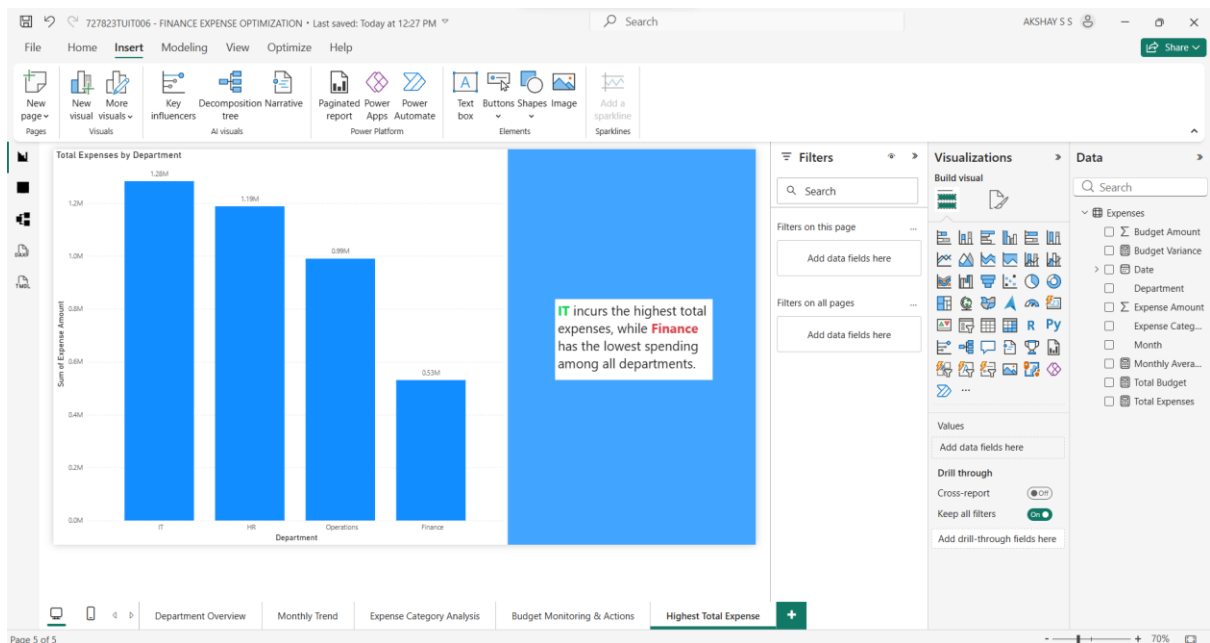 727823TUIT006 - FINANCE EXPENSE OPTIMIZATION • Last saved: Today at 12:27 PM
Search
AKSHAY S S
File Home Insert Modeling View Optimize Help
Share
New page
New visual
More visuals
Key influencers
Decomposition tree
Narrative
Paginated report
Power Apps
Power Automate
Text box
Buttons
Shapes
Image
Add a sparkline
Pages
Visuals
AI visuals
Power Platform
Elements
Sparklines
Total Expenses by Department
1.28M
1.19M
0.99M
0.53M
1.2M
1.0M
0.8M
0.6M
0.4M
0.2M
0.0M
Sum of Expense Amount
IT HR Operations Finance
Department
IT incurs the highest total
expenses, while Finance
has the lowest spending
among all departments.
Filters
Search
Filters on this page
...
Add data fields here
Filters on all pages
...
Add data fields here
Visualizations
Build visual
R Py
...
Values
Add data fields here
Drill through
Cross-report
Off
Keep all filters
On
Add drill-through fields here
Data
Search
Expenses
Budget Amount
Budget Variance
Date
Department
Expense Amount
Expense Categ...
Month
Monthly Avera...
Total Budget
Total Expenses
Department Overview
Monthly Trend
Expense Category Analysis
Budget Monitoring & Actions
Highest Total Expense
+
Page 5 of 5
- + 70%